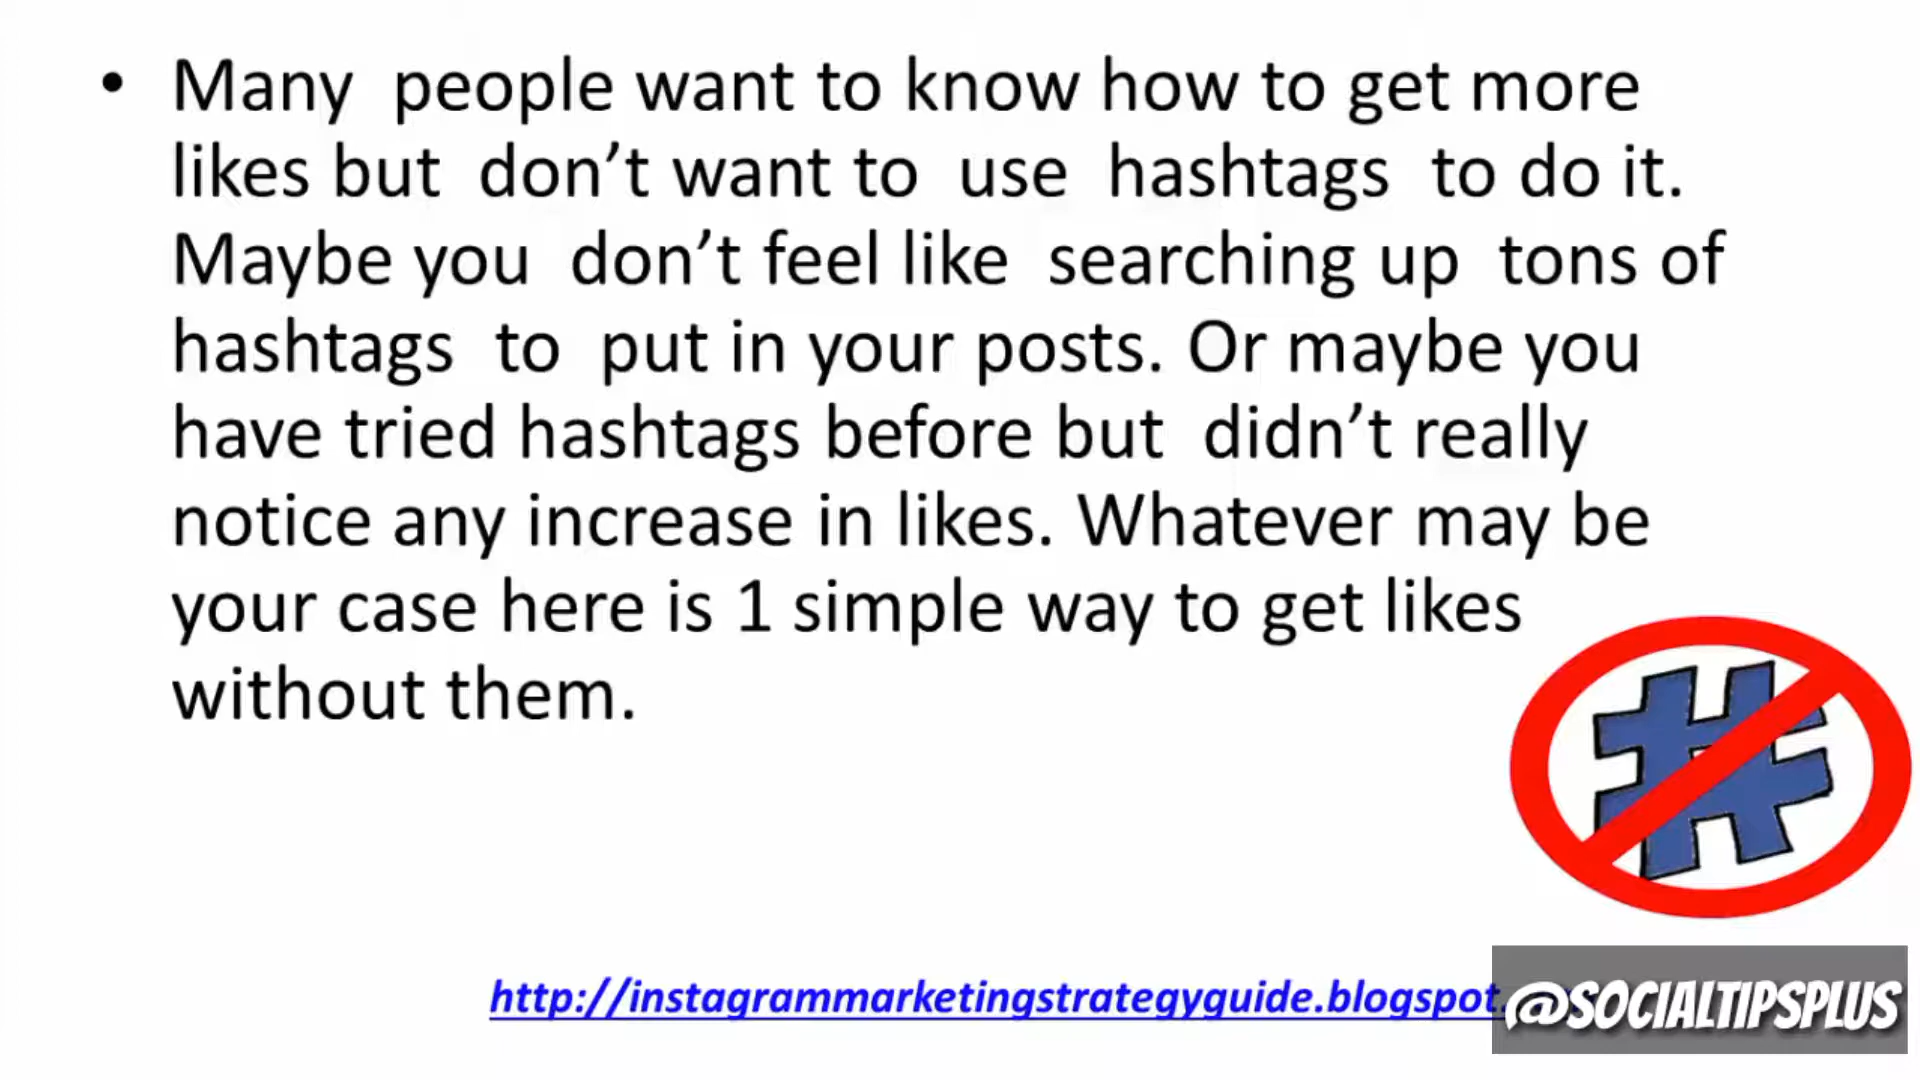 • Many people want to know how to get more
likes but don’t want to use hashtags to do it.
Maybe you don’t feel like searching up tons of
hashtags to put in your posts. Or maybe you
have tried hashtags before but didn’t really
notice any increase in likes. Whatever may be
your case here is 1 simple way to get likes
without them.
#
http://instagrammarketingstrategyguide.blogspot.
@SOCIALTIPSPLUS